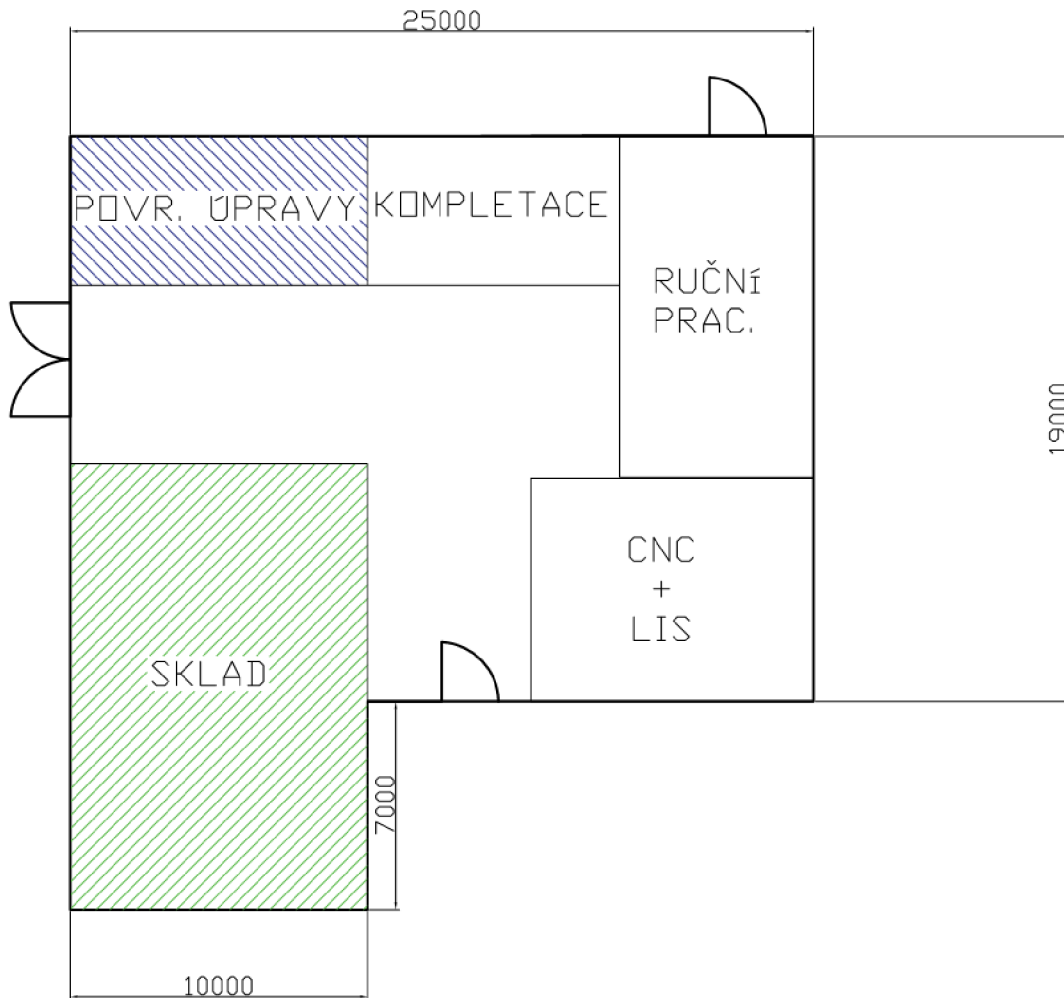 25000
POVR. ÚPRAVY
KOMPLETACE
RUČNÍ
PRAC.
19000
CNC
+
LIS
SKLAD
7000
10000